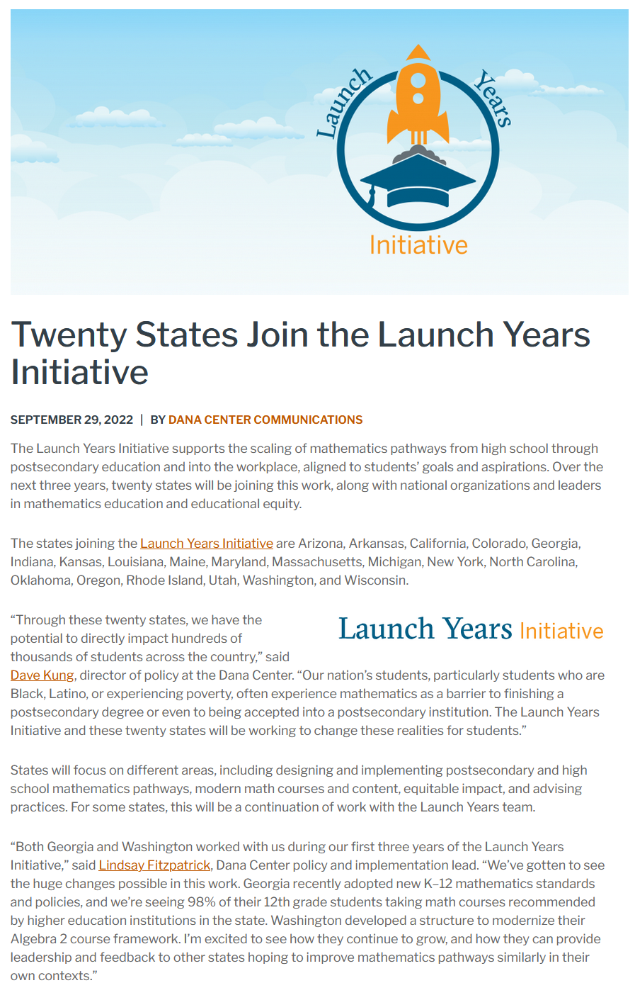 Launch Years
Initiative
Twenty States Join the Launch Years
Initiative
SEPTEMBER 29, 2022 | BY DANA CENTER COMMUNICATIONS
The Launch Years Initiative supports the scaling of mathematics pathways from high school through
postsecondary education and into the workplace, aligned to students’ goals and aspirations. Over the
next three years, twenty states will be joining this work, along with national organizations and leaders
in mathematics education and educational equity.
The states joining the Launch Years Initiative are Arizona, Arkansas, California, Colorado, Georgia,
Indiana, Kansas, Louisiana, Maine, Maryland, Massachusetts, Michigan, New York, North Carolina,
Oklahoma, Oregon, Rhode Island, Utah, Washington, and Wisconsin.
“Through these twenty states, we have the
potential to directly impact hundreds of
thousands of students across the country,” said
Launch Years Initiative
Dave Kung, director of policy at the Dana Center. “Our nation’s students, particularly students who are
Black, Latino, or experiencing poverty, often experience mathematics as a barrier to finishing a
postsecondary degree or even to being accepted into a postsecondary institution. The Launch Years
Initiative and these twenty states will be working to change these realities for students.”
States will focus on different areas, including designing and implementing postsecondary and high
school mathematics pathways, modern math courses and content, equitable impact, and advising
practices. For some states, this will be a continuation of work with the Launch Years team.
“Both Georgia and Washington worked with us during our first three years of the Launch Years
Initiative,” said Lindsay Fitzpatrick, Dana Center policy and implementation lead. “We’ve gotten to see
the huge changes possible in this work. Georgia recently adopted new K–12 mathematics standards
and policies, and we’re seeing 98% of their 12th grade students taking math courses recommended
by higher education institutions in the state. Washington developed a structure to modernize their
Algebra 2 course framework. I’m excited to see how they continue to grow, and how they can provide
leadership and feedback to other states hoping to improve mathematics pathways similarly in their
own contexts.”